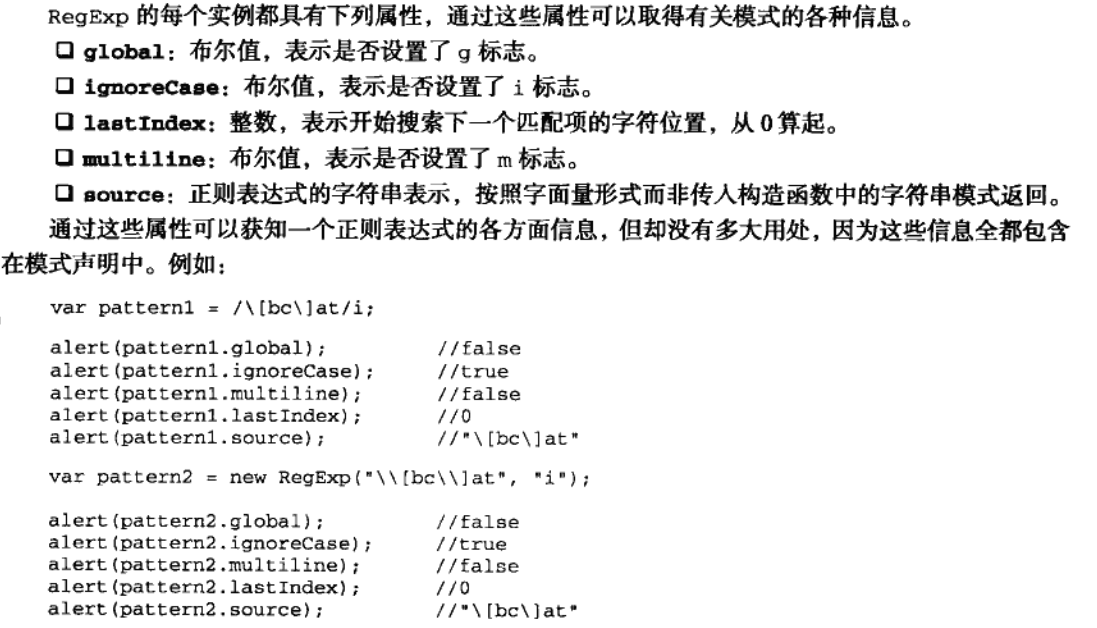 RegExp 的每个实例都具有下列属性，通过这些属性可以取得有关模式的各种信息。
❑ global：布尔值，表示是否设置了 g 标志。
❑ ignoreCase：布尔值，表示是否设置了 i 标志。
❑ lastIndex：整数，表示开始搜索下一个匹配项的字符位置，从 0 算起。
❑ multiline：布尔值，表示是否设置了 m 标志。
❑ source：正则表达式的字符串表示，按照字面量形式而非传入构造函数中的字符串模式返回。
通过这些属性可以获知一个正则表达式的各方面信息，但却没有多大用处，因为这些信息全都包含
在模式声明中。例如：
var pattern1 = /\[bc\]at/i;
alert(pattern1.global); //false
alert(pattern1.ignoreCase); //true
alert(pattern1.multiline); //false
alert(pattern1.lastIndex); //0
alert(pattern1.source); //"\[bc\]at"
var pattern2 = new RegExp("\\[bc\\]at", "i");
alert(pattern2.global); //false
alert(pattern2.ignoreCase); //true
alert(pattern2.multiline); //false
alert(pattern2.lastIndex); //0
alert(pattern2.source); //"\[bc\]at"